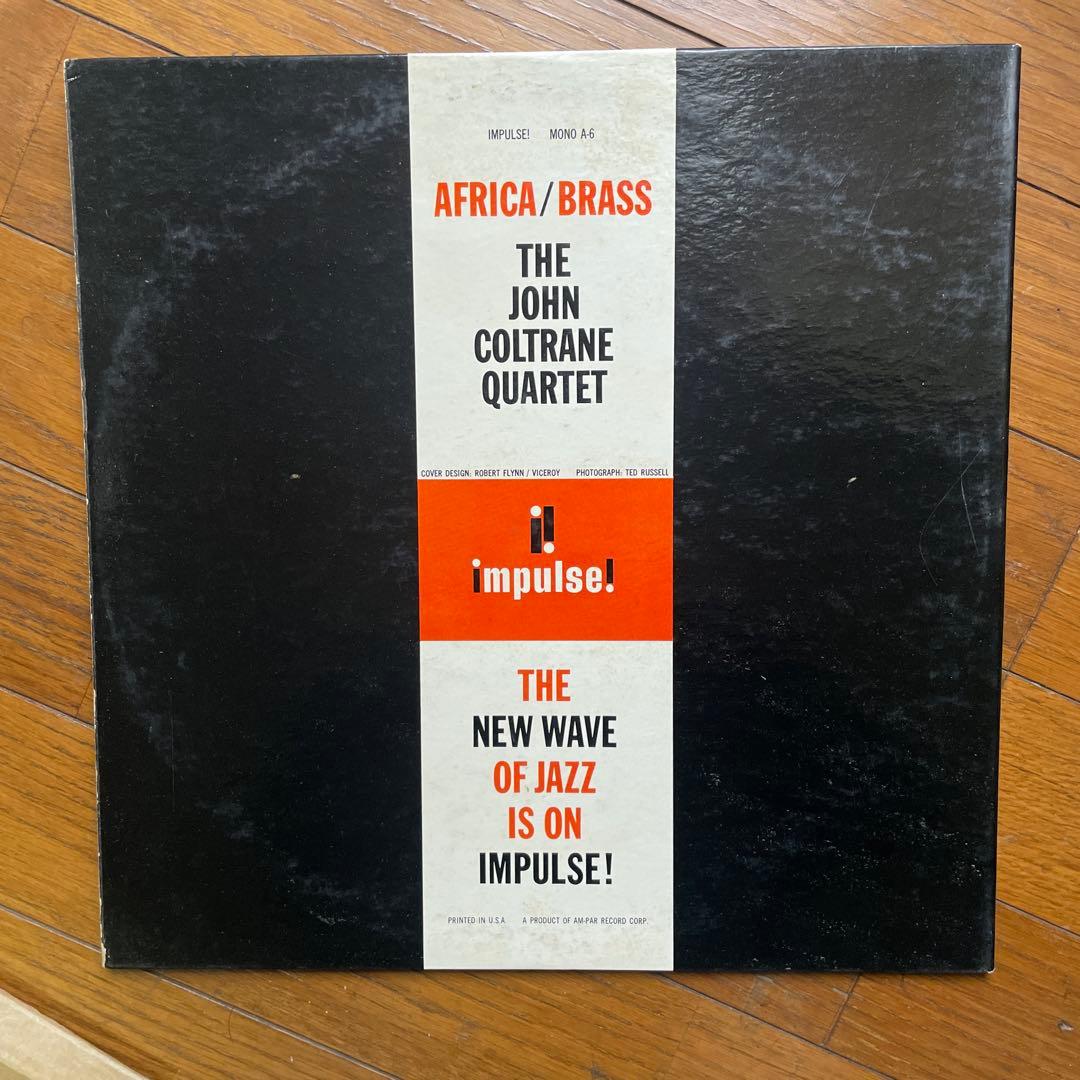 IMPULSE! MONO A-6
AFRICA/BRASS
THE
JOHN
COLTRANE
QUARTET
COVER DESIGN: ROBERT FLYNN / VICEROY PHOTOGRAPH: TED RUSSELL
i!
impulse!
THE
NEW WAVE
OF JAZZ
IS ON
IMPULSE!
PRINTED IN U.S.A. A PRODUCT OF AM-PAR RECORD CORP.